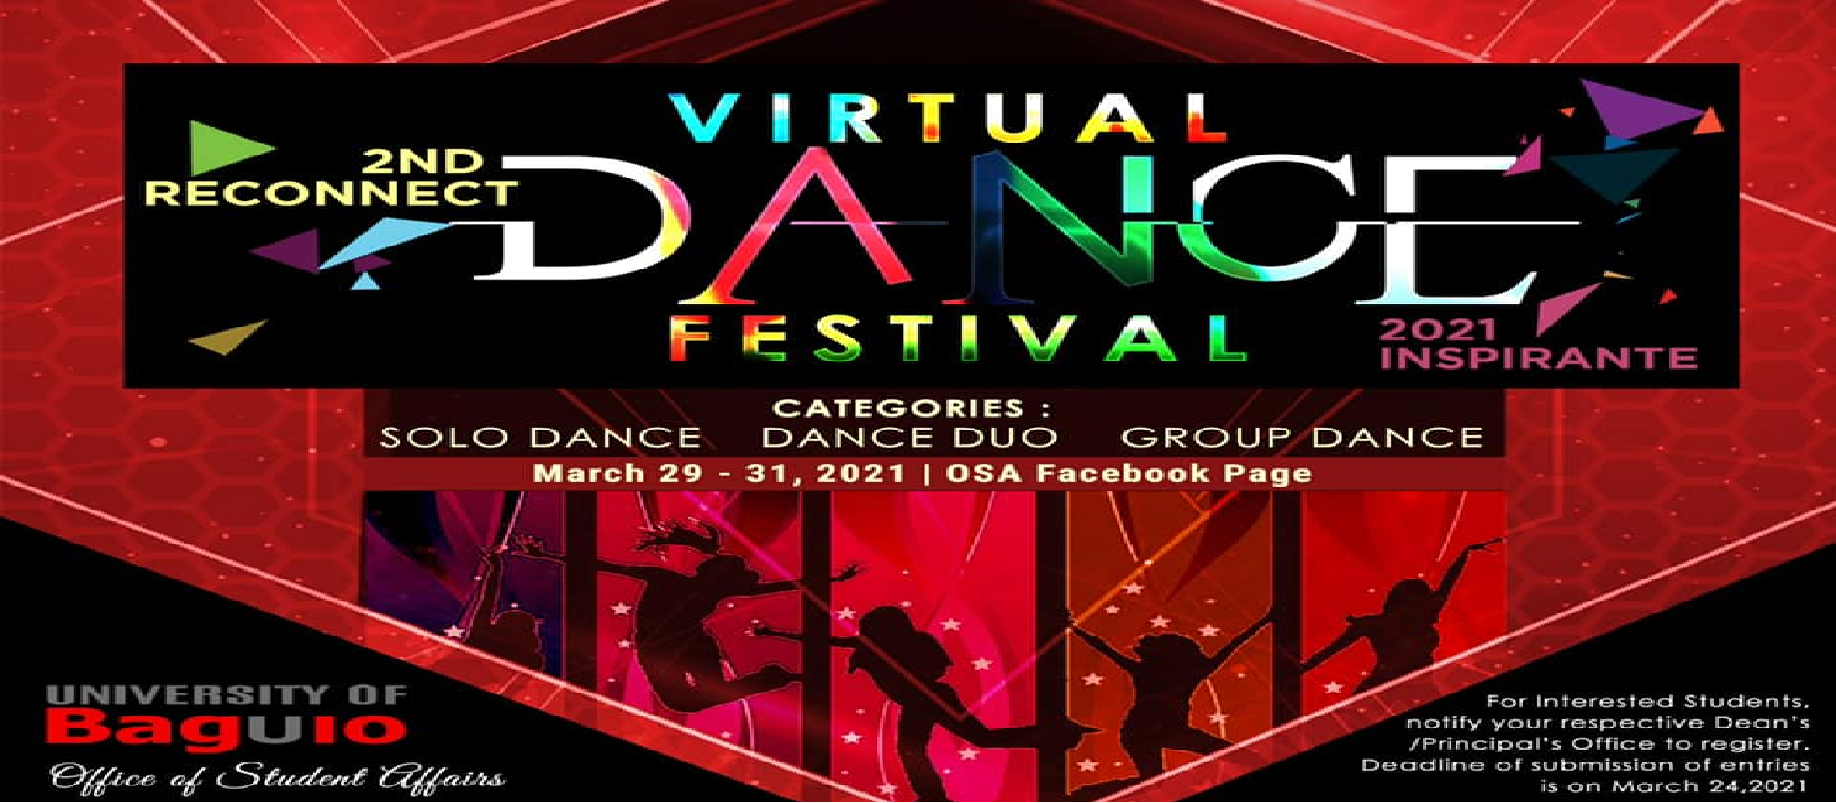 VIRTUAL
2ND
RECONNECT
DANCE
FESTIVAL
2021
INSPIRANTE
CATEGORIES :
SOLO DANCE DANCE DUO GROUP DANCE
March 29 - 31, 2021 | OSA Facebook Page
UNIVERSITY OF
BagUIO
Office of Student Affairs
For Interested Students,
notify your respective Dean's
/Principal's Office to register.
Deadline of submission of entries
is on March 24,2021